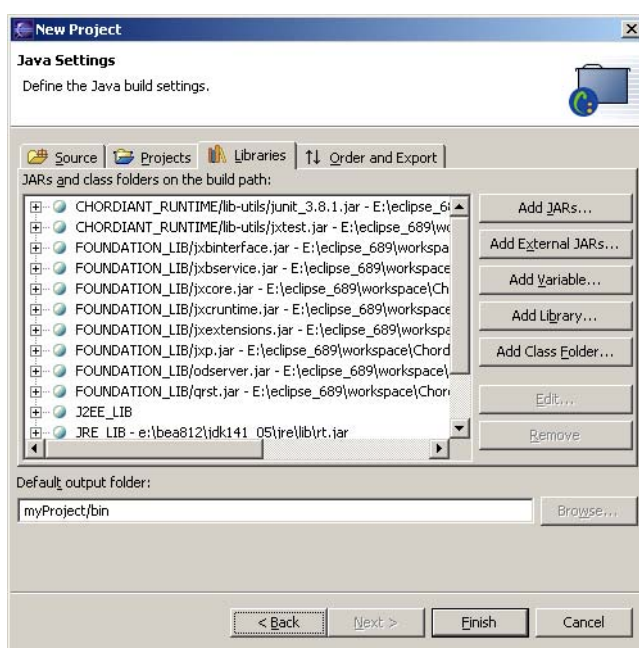 New Project
Java Settings
Define the Java build settings.
Source Projects Libraries Order and Export
JARs and class folders on the build path:
CHORDIANT_RUNTIME/lib-utils/junit_3.8.1.jar - E:\eclipse_6
CHORDIANT_RUNTIME/lib-utils/jxtest.jar - E:\eclipse_689\wo
FOUNDATION_LIB/jxbinterface.jar - E:\eclipse_689\workspa
FOUNDATION_LIB/jxbservice.jar - E:\eclipse_689\workspace
FOUNDATION_LIB/jxcore.jar - E:\eclipse_689\workspace\Ch
FOUNDATION_LIB/jxcruntime.jar - E:\eclipse_689\workspace
FOUNDATION_LIB/jxextensions.jar - E:\eclipse_689\workspa
FOUNDATION_LIB/jxp.jar - E:\eclipse_689\workspace\Chord
FOUNDATION_LIB/odserver.jar - E:\eclipse_689\workspace\
FOUNDATION_LIB/qrst.jar - E:\eclipse_689\workspace\Chor
J2EE_LIB
JRE_LIB - e:\bea812\jdk141_05\jre\lib\rt.jar
Add JARs...
Add External JARs...
Add Variable...
Add Library...
Add Class Folder...
Edit...
Remove
Default output folder:
myProject/bin
Browse...
< Back
Next >
Finish
Cancel